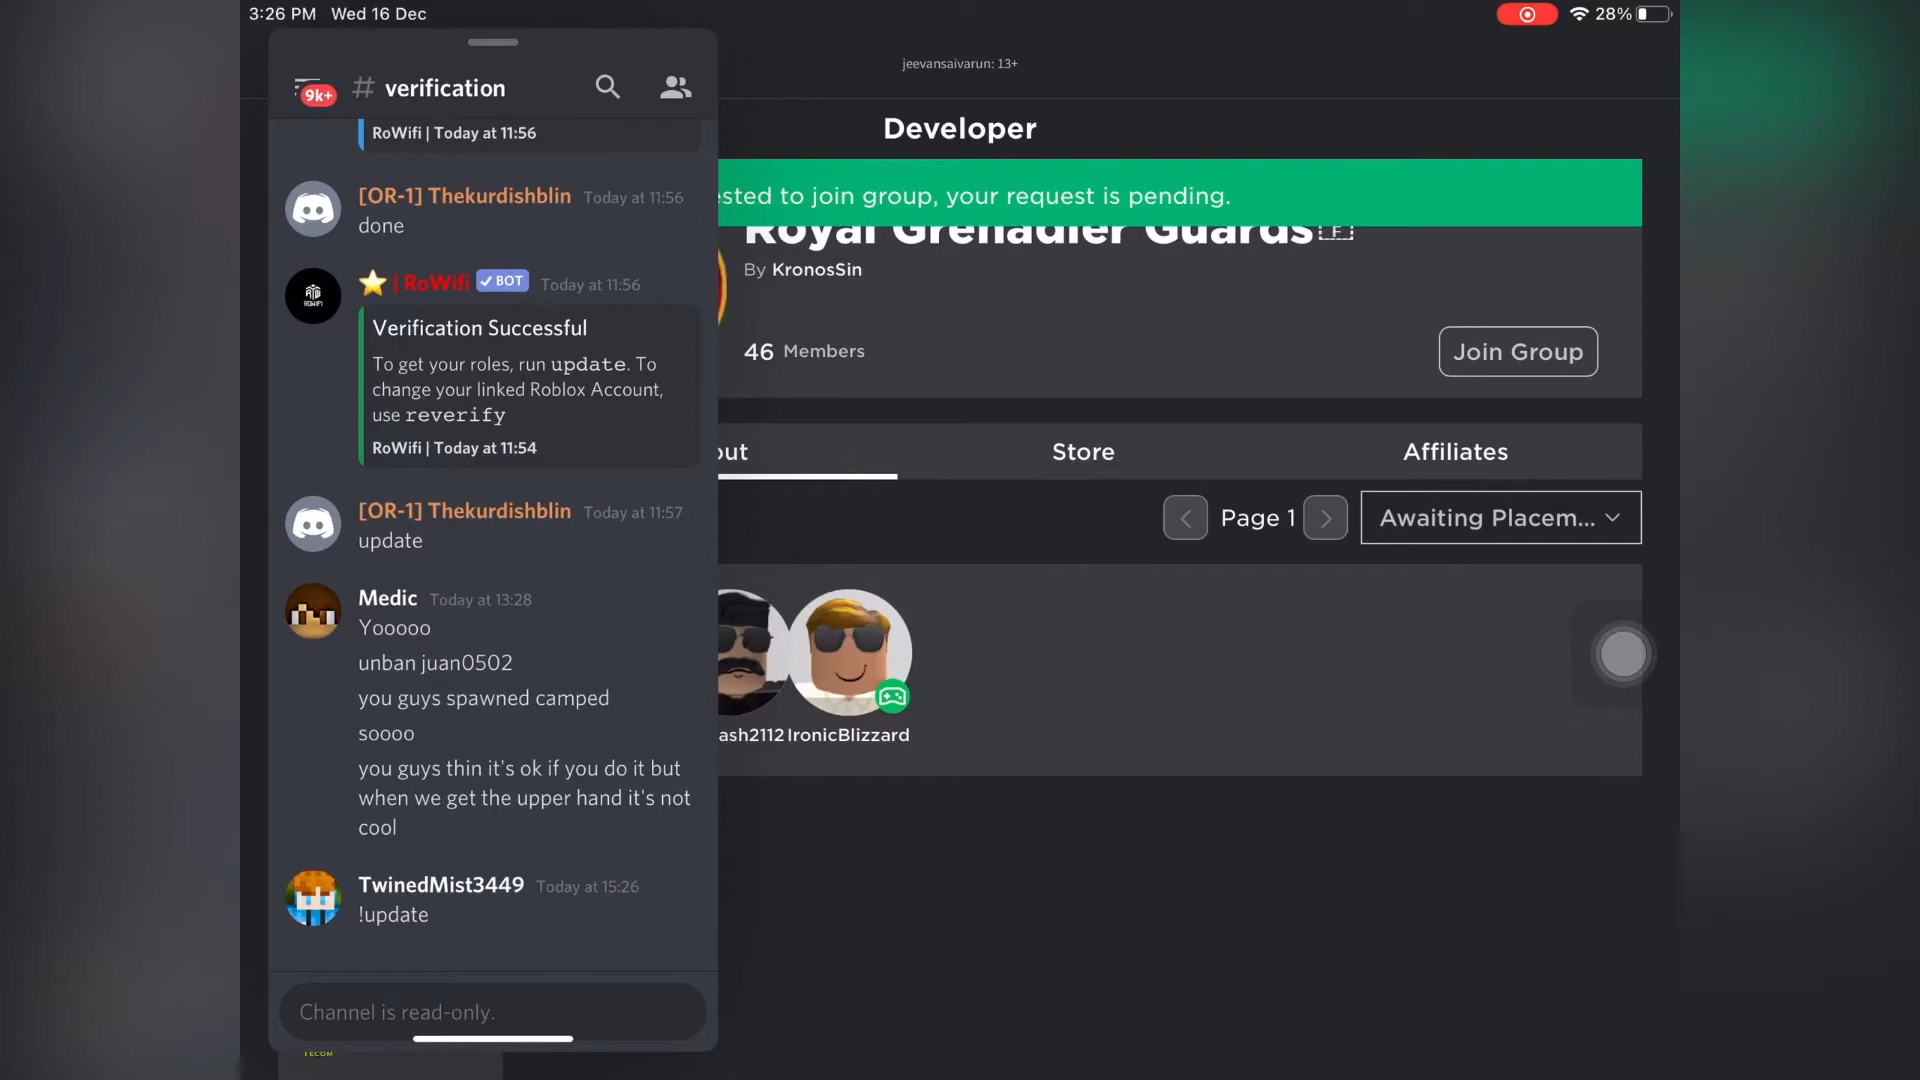 3:26 PM Wed 16 Dec
28%
jeevansaivarun: 13+
9k+
# verification
RoWifi | Today at 11:56
[OR-1] Thekurdishblin Today at 11:56
done
| RoWifi BOT Today at 11:56
Verification Successful
To get your roles, run update. To
change your linked Roblox Account,
use reverify
RoWifi | Today at 11:54
[OR-1] Thekurdishblin Today at 11:57
update
Medic Today at 13:28
Yooooo
unban juan0502
you guys spawned camped
soooo
you guys thin it's ok if you do it but
when we get the upper hand it's not
cool
TwinedMist3449 Today at 15:26
!update
Channel is read-only.
TECOM
Developer
ested to join group, your request is pending.
Royal Grenadier Guards
By KronosSin
46 Members
Join Group
out
Store
Affiliates
Page 1
Awaiting Placem...
ash2112
IronicBlizzard